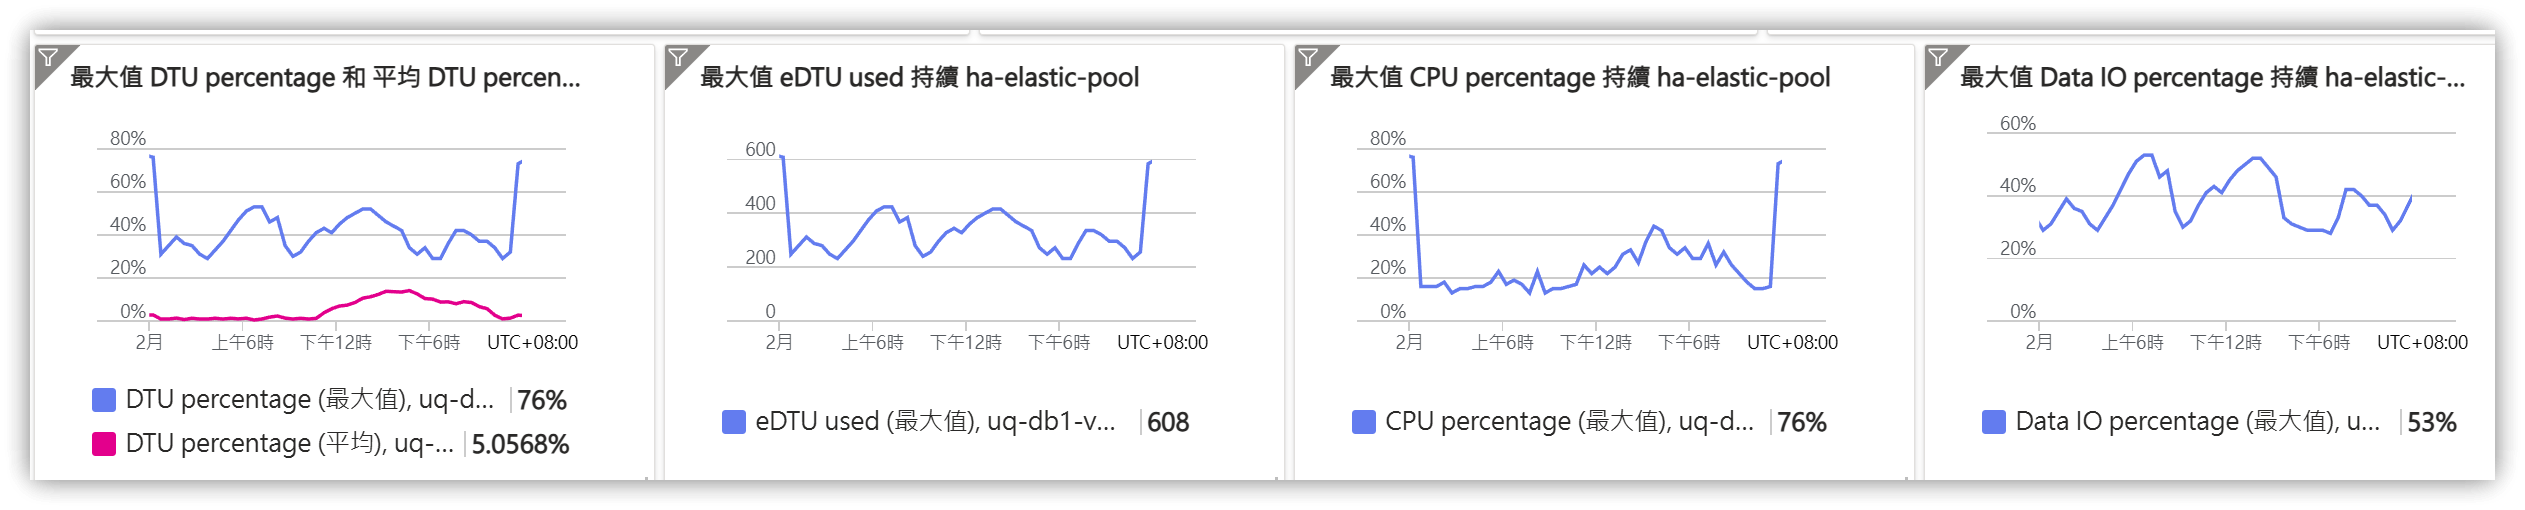 最大值 DTU percentage 和 平均 DTU percen...
80%
60%
40%
20%
0%
2月 上午6時 下午12時 下午6時 UTC+08:00
DTU percentage (最大值), uq-d... 76%
DTU percentage (平均), uq-... 5.0568%
最大值 eDTU used 持續 ha-elastic-pool
600
400
200
0
2月 上午6時 下午12時 下午6時 UTC+08:00
eDTU used (最大值), uq-db1-v... 608
最大值 CPU percentage 持續 ha-elastic-pool
80%
60%
40%
20%
0%
2月 上午6時 下午12時 下午6時 UTC+08:00
CPU percentage (最大值), uq-d... 76%
最大值 Data IO percentage 持續 ha-elastic-...
60%
40%
20%
0%
2月 上午6時 下午12時 下午6時 UTC+08:00
Data IO percentage (最大值), u... 53%